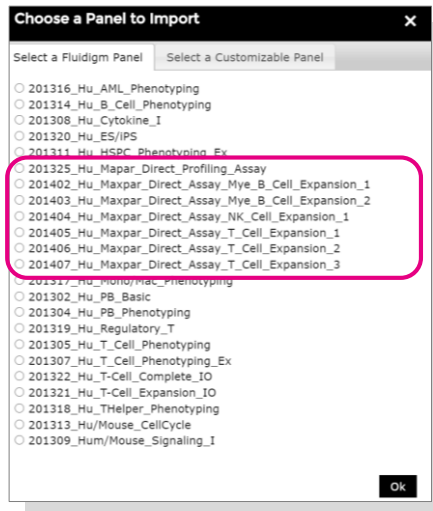 Choose a Panel to Import
×
Select a Fluidigm Panel
Select a Customizable Panel
201316_Hu_AML_Phenotyping
201314_Hu_B_Cell_Phenotyping
201308_Hu_Cytokine_I
201320_Hu_ES/iPS
201311_Hu_HSPC_Phenotyping_Ex
201325_Hu_Mapar_Direct_Profiling_Assay
201402_Hu_Maxpar_Direct_Assay_Mye_B_Cell_Expansion_1
201403_Hu_Maxpar_Direct_Assay_Mye_B_Cell_Expansion_2
201404_Hu_Maxpar_Direct_Assay_NK_Cell_Expansion_1
201405_Hu_Maxpar_Direct_Assay_T_Cell_Expansion_1
201406_Hu_Maxpar_Direct_Assay_T_Cell_Expansion_2
201407_Hu_Maxpar_Direct_Assay_T_Cell_Expansion_3
201317_Hu_Mono/Mac_Phenotyping
201302_Hu_PB_Basic
201304_Hu_PB_Phenotyping
201319_Hu_Regulatory_T
201305_Hu_T_Cell_Phenotyping
201307_Hu_T_Cell_Phenotyping_Ex
201322_Hu_T-Cell_Complete_IO
201321_Hu_T-Cell_Expansion_IO
201318_Hu_THelper_Phenotyping
201313_Hu/Mouse_CellCycle
201309_Hum/Mouse_Signaling_I
Ok